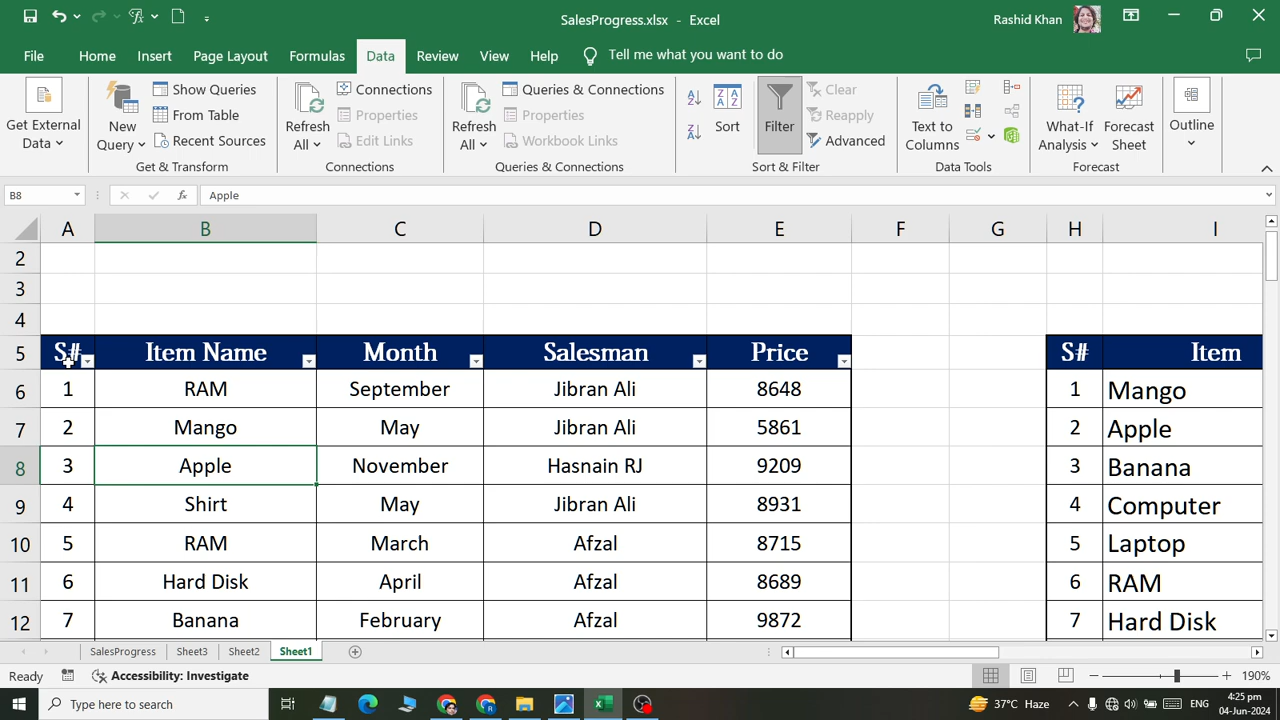 SalesProgress.xlsx - Excel
Rashid Khan
File Home Insert Page Layout Formulas Data Review View Help Tell me what you want to do
Get External Data
New Query
Show Queries
From Table
Recent Sources
Get & Transform
Refresh All
Connections
Properties
Edit Links
Connections
Refresh All
Queries & Connections
Properties
Workbook Links
Queries & Connections
Sort
Filter
Clear
Reapply
Advanced
Sort & Filter
Text to Columns
Data Tools
What-If Analysis
Forecast Sheet
Forecast
Outline
B8 fx Apple
A B C D E F G H I
2
3
4
5 S# Item Name Month Salesman Price S# Item
6 1 RAM September Jibran Ali 8648 1 Mango
7 2 Mango May Jibran Ali 5861 2 Apple
8 3 Apple November Hasnain RJ 9209 3 Banana
9 4 Shirt May Jibran Ali 8931 4 Computer
10 5 RAM March Afzal 8715 5 Laptop
11 6 Hard Disk April Afzal 8689 6 RAM
12 7 Banana February Afzal 9872 7 Hard Disk
SalesProgress Sheet3 Sheet2 Sheet1
Ready Accessibility: Investigate 190%
Type here to search 37°C Haze ENG 4:25 pm
04-Jun-2024